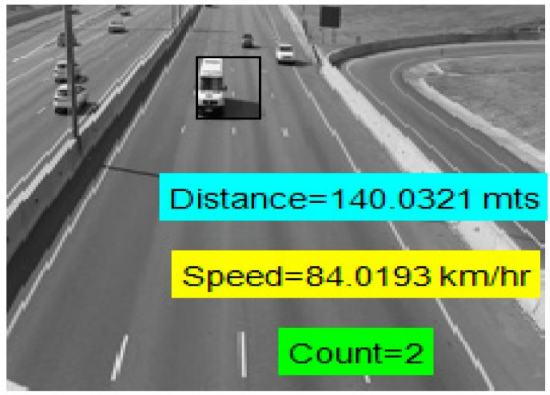 Distance=140.0321 mts
Speed=84.0193 km/hr
Count=2